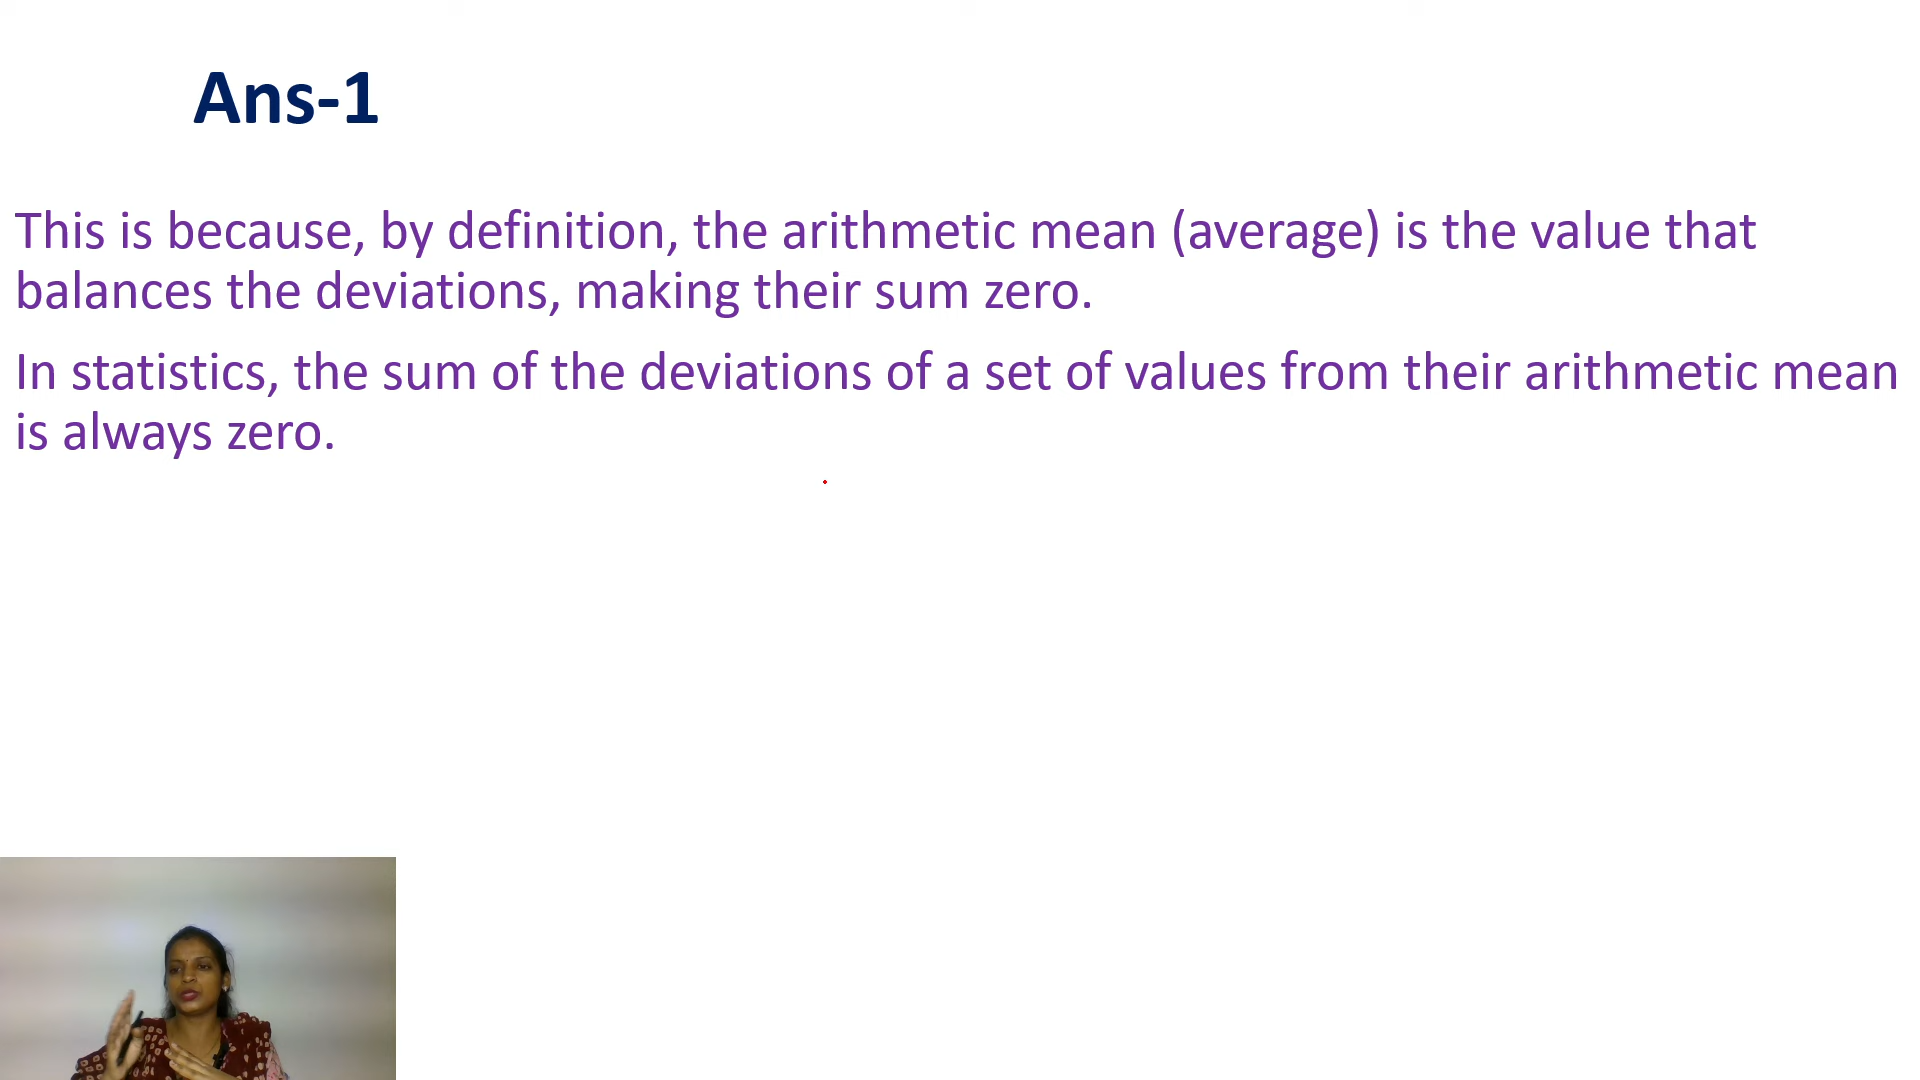 Ans-1
This is because, by definition, the arithmetic mean (average) is the value that
balances the deviations, making their sum zero.
In statistics, the sum of the deviations of a set of values from their arithmetic mean
is always zero.